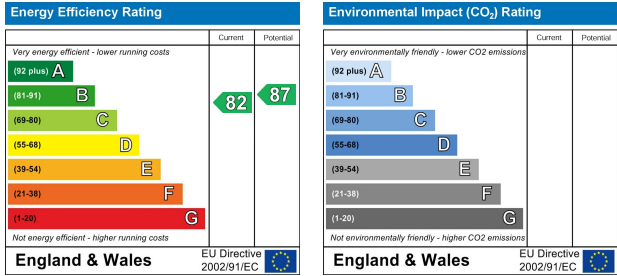 Energy Efficiency Rating
Current Potential
Very energy efficient - lower running costs
(92 plus) A
(81-91) B
82 87
(69-80) C
(55-68) D
(39-54) E
(21-38) F
(1-20) G
Not energy efficient - higher running costs
England & Wales
EU Directive
2002/91/EC
Environmental Impact (CO₂) Rating
Current Potential
Very environmentally friendly - lower CO2 emissions
(92 plus) A
(81-91) B
(69-80) C
(55-68) D
(39-54) E
(21-38) F
(1-20) G
Not environmentally friendly - higher CO2 emissions
England & Wales
EU Directive
2002/91/EC